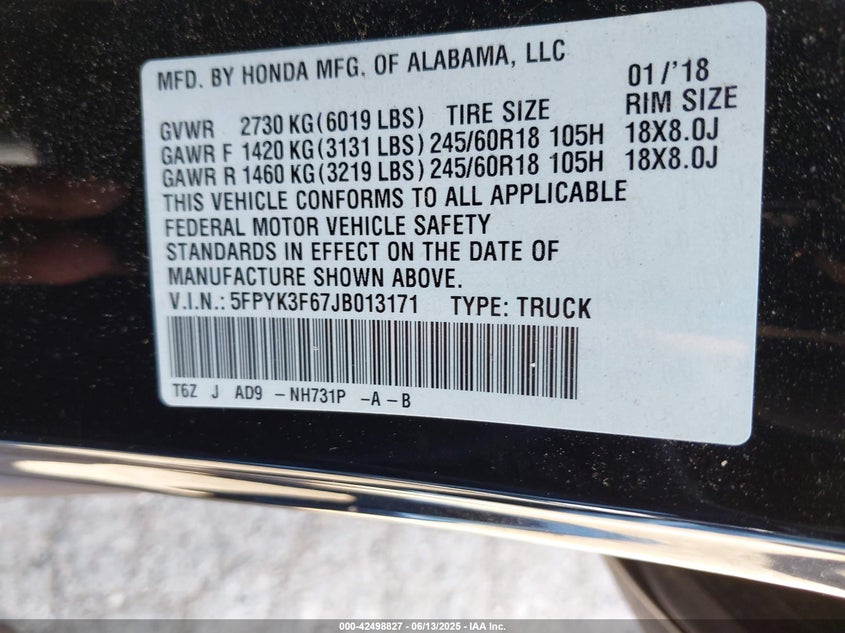 MFD. BY HONDA MFG. OF ALABAMA, LLC 01/'18
GVWR 2730 KG(6019 LBS) TIRE SIZE RIM SIZE
GAWR F 1420 KG(3131 LBS) 245/60R18 105H 18X8.0J
GAWR R 1460 KG(3219 LBS) 245/60R18 105H 18X8.0J
THIS VEHICLE CONFORMS TO ALL APPLICABLE
FEDERAL MOTOR VEHICLE SAFETY
STANDARDS IN EFFECT ON THE DATE OF
MANUFACTURE SHOWN ABOVE.
V.I.N.: 5FPYK3F67JB013171 TYPE: TRUCK
T6Z J AD9 - NH731P -A - B
000-42498827 - 06/13/2025 - IAA Inc.